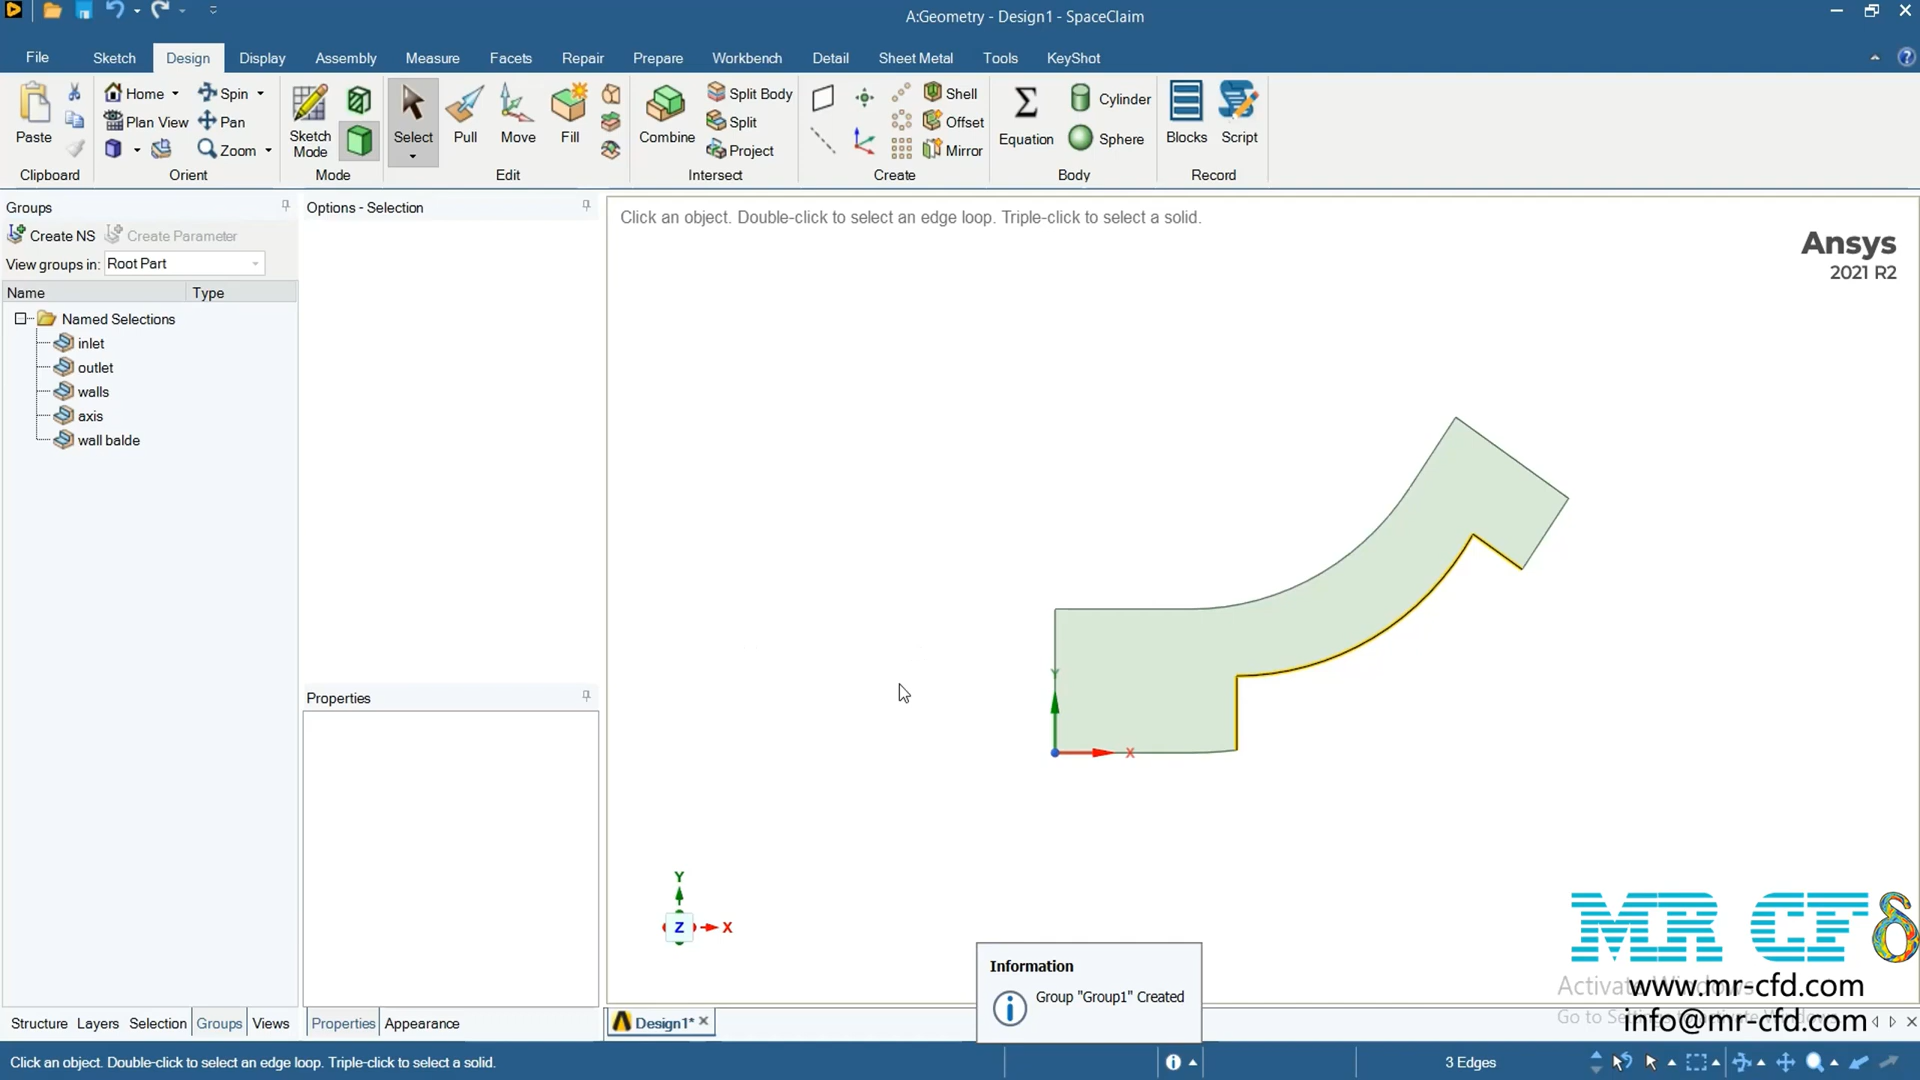 A:Geometry - Design1 - SpaceClaim
File Sketch Design Display Assembly Measure Facets Repair Prepare Workbench Detail Sheet Metal Tools KeyShot
Paste
Clipboard
Home Spin
Plan View Pan
Zoom
Orient
Sketch Mode
Mode
Select Pull Move Fill
Edit
Combine
Split Body
Split
Project
Intersect
Shell
Offset
Mirror
Create
Equation
Cylinder
Sphere
Body
Blocks Script
Record
Groups
Create NS Create Parameter
View groups in: Root Part
Name Type
Named Selections
inlet
outlet
walls
axis
wall balde
Options - Selection
Properties
Click an object. Double-click to select an edge loop. Triple-click to select a solid.
Ansys
2021 R2
Y
X
Y
Z X
Information
Group "Group1" Created
MR CFD
www.mr-cfd.com
info@mr-cfd.com
Structure Layers Selection Groups Views
Properties Appearance
Design1*
Click an object. Double-click to select an edge loop. Triple-click to select a solid.
3 Edges